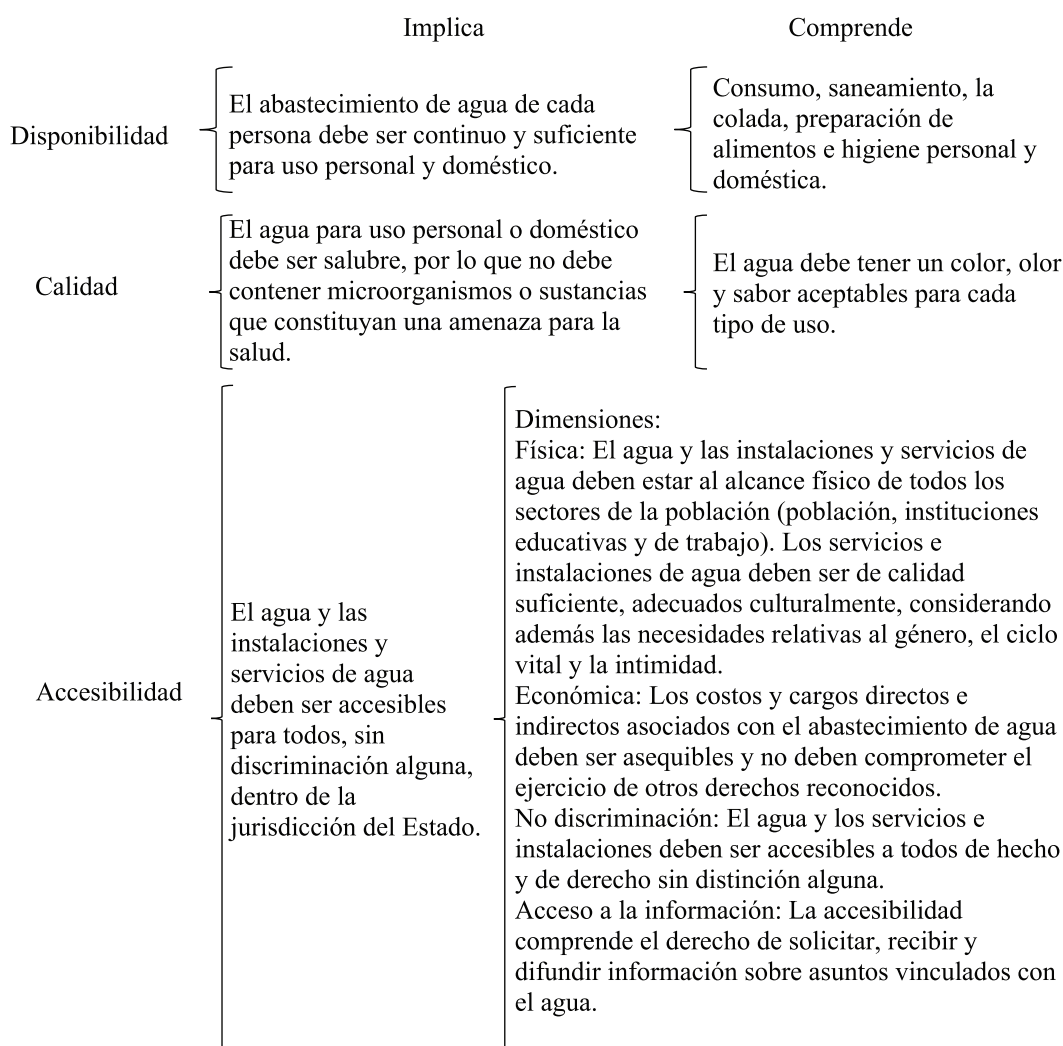 Implica
Comprende
Disponibilidad
El abastecimiento de agua de cada
persona debe ser continuo y suficiente
para uso personal y doméstico.
Consumo, saneamiento, la
colada, preparación de
alimentos e higiene personal y
doméstica.
Calidad
El agua para uso personal o doméstico
debe ser salubre, por lo que no debe
contener microorganismos o sustancias
que constituyan una amenaza para la
salud.
El agua debe tener un color, olor
y sabor aceptables para cada
tipo de uso.
Accesibilidad
El agua y las
instalaciones y
servicios de agua
deben ser accesibles
para todos, sin
discriminación alguna,
dentro de la
jurisdicción del Estado.
Dimensiones:
Física: El agua y las instalaciones y servicios de
agua deben estar al alcance físico de todos los
sectores de la población (población, instituciones
educativas y de trabajo). Los servicios e
instalaciones de agua deben ser de calidad
suficiente, adecuados culturalmente, considerando
además las necesidades relativas al género, el ciclo
vital y la intimidad.
Económica: Los costos y cargos directos e
indirectos asociados con el abastecimiento de agua
deben ser asequibles y no deben comprometer el
ejercicio de otros derechos reconocidos.
No discriminación: El agua y los servicios e
instalaciones deben ser accesibles a todos de hecho
y de derecho sin distinción alguna.
Acceso a la información: La accesibilidad
comprende el derecho de solicitar, recibir y
difundir información sobre asuntos vinculados con
el agua.